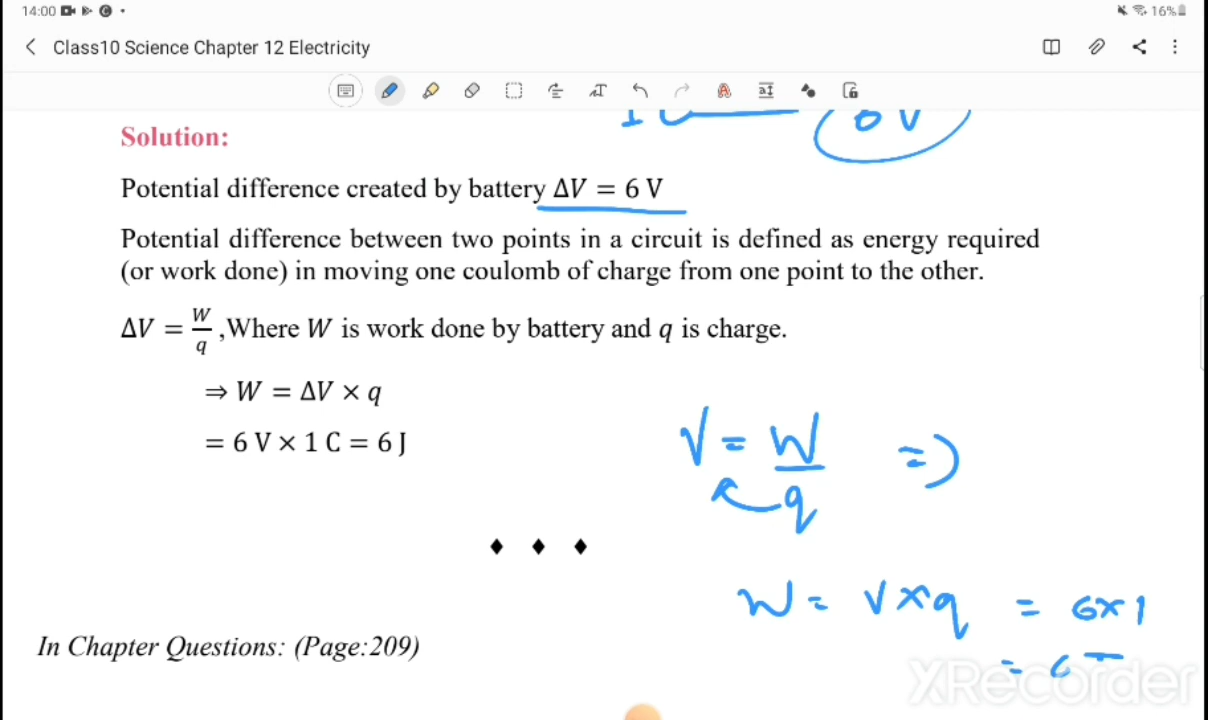 14:00 16%
Class10 Science Chapter 12 Electricity
6 V
Solution:
Potential difference created by battery ΔV = 6 V
Potential difference between two points in a circuit is defined as energy required
(or work done) in moving one coulomb of charge from one point to the other.
ΔV = W/q ,Where W is work done by battery and q is charge.
⇒ W = ΔV × q
= 6 V × 1 C = 6 J
V = W/q =>
W = V × q = 6 × 1
= 6 J
In Chapter Questions: (Page:209)
XRecorder